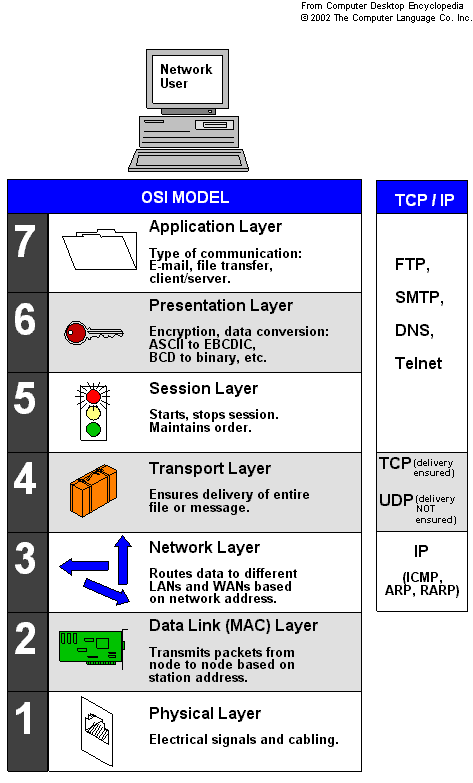 From Computer Desktop Encyclopedia
© 2002 The Computer Language Co. Inc.
Network
User
OSI MODEL
7
Application Layer
Type of communication:
E-mail, file transfer,
client/server.
6
Presentation Layer
Encryption, data conversion:
ASCII to EBCDIC,
BCD to binary, etc.
5
Session Layer
Starts, stops session.
Maintains order.
4
Transport Layer
Ensures delivery of entire
file or message.
3
Network Layer
Routes data to different
LANs and WANs based
on network address.
2
Data Link (MAC) Layer
Transmits packets from
node to node based on
station address.
1
Physical Layer
Electrical signals and cabling.
TCP / IP
FTP,
SMTP,
DNS,
Telnet
TCP (delivery
ensured)
UDP (delivery
NOT
ensured)
IP
(ICMP,
ARP, RARP)